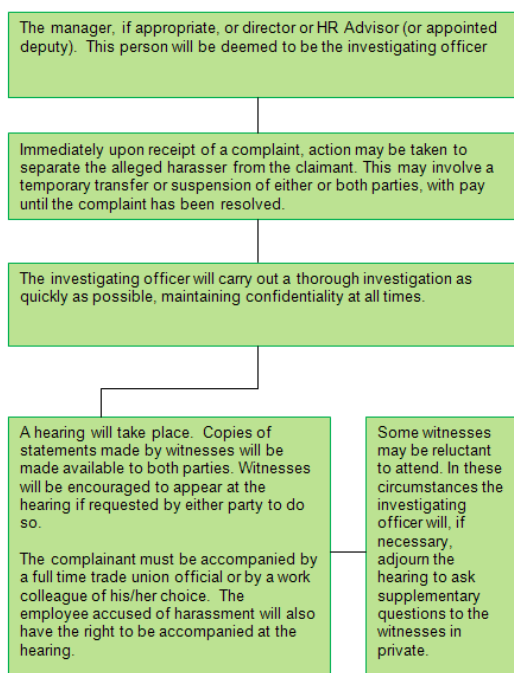 The manager, if appropriate, or director or HR Advisor (or appointed
deputy).  This person will be deemed to be the investigating officer
Immediately upon receipt of a complaint, action may be taken to
separate the alleged harasser from the claimant. This may involve a
temporary transfer or suspension of either or both parties, with pay
until the complaint has been resolved.
The investigating officer will carry out a thorough investigation as
quickly as possible, maintaining confidentiality at all times.
A hearing will take place.  Copies of
statements made by witnesses will be
made available to both parties. Witnesses
will be encouraged to appear at the
hearing if requested by either party to do
so.
The complainant must be accompanied by
a full time trade union official or by a work
colleague of his/her choice.  The
employee accused of harassment will also
have the right to be accompanied at the
hearing.
Some witnesses
may be reluctant
to attend. In these
circumstances the
investigating
officer will, if
necessary,
adjourn the
hearing to ask
supplementary
questions to the
witnesses in
private.